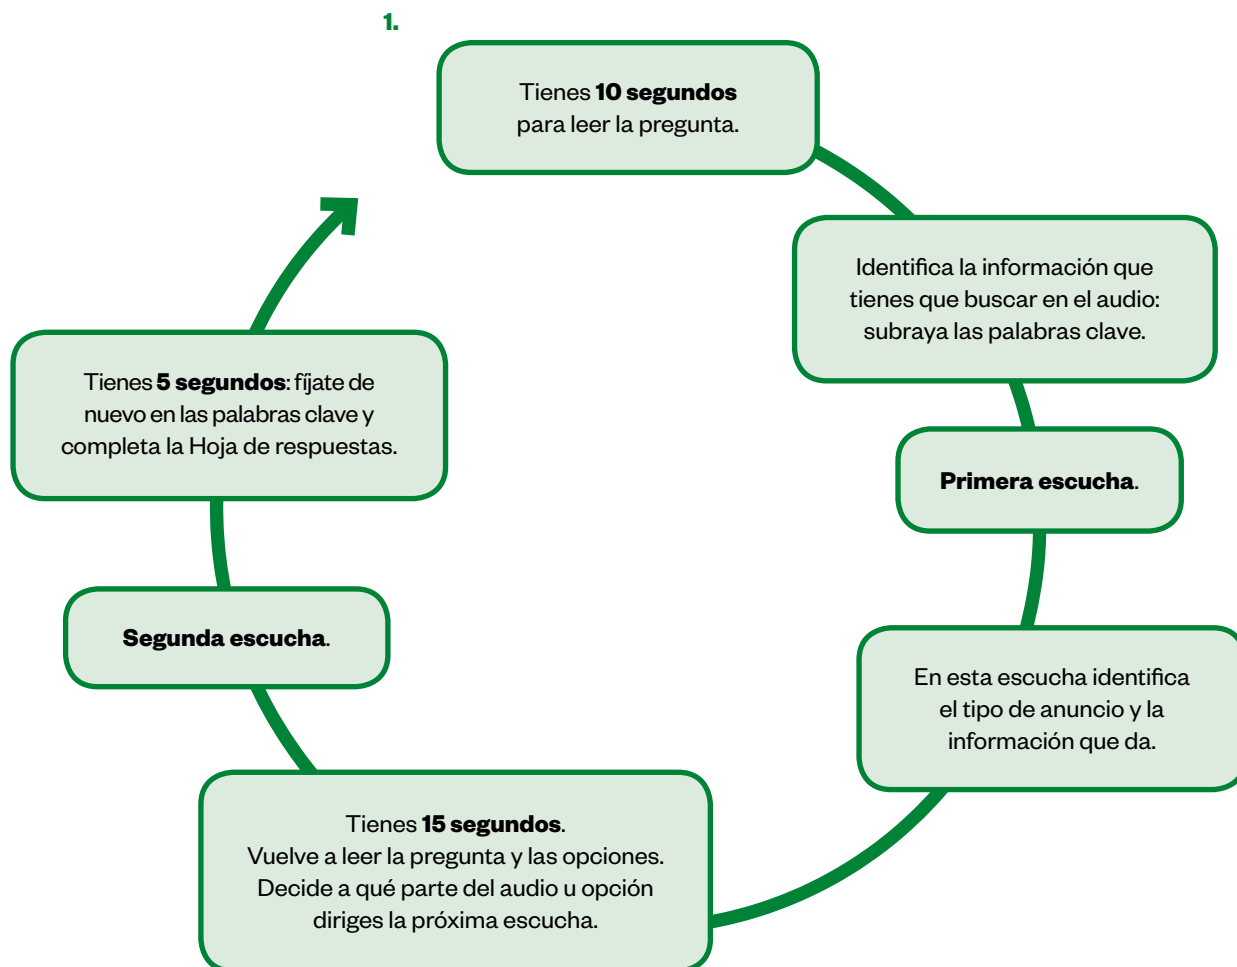 1.
Tienes 10 segundos
para leer la pregunta.
Identifica la información que
tienes que buscar en el audio:
subraya las palabras clave.
Primera escucha.
En esta escucha identifica
el tipo de anuncio y la
información que da.
Tienes 15 segundos.
Vuelve a leer la pregunta y las opciones.
Decide a qué parte del audio u opción
diriges la próxima escucha.
Segunda escucha.
Tienes 5 segundos: fíjate de
nuevo en las palabras clave y
completa la Hoja de respuestas.